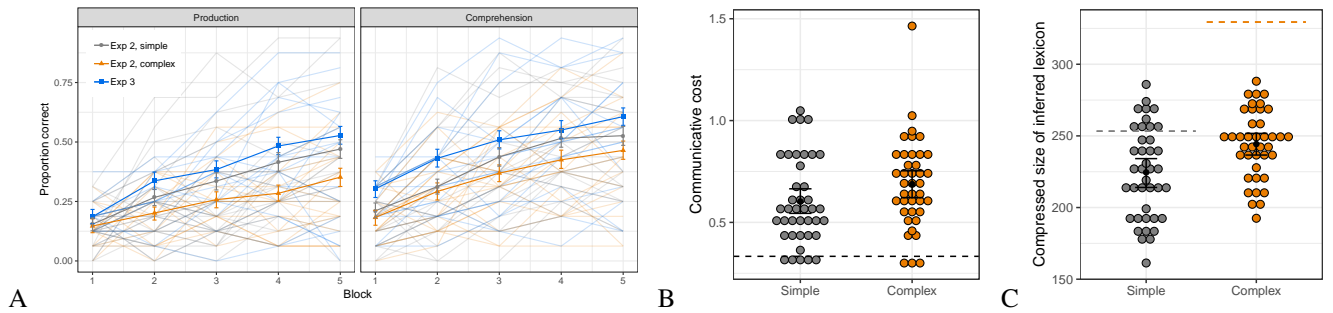 A
Production
Comprehension
Proportion correct
0.75
0.50
0.25
0.00
Exp 2, simple
Exp 2, complex
Exp 3
1 2 3 4 5
1 2 3 4 5
Block
B
Communicative cost
1.5
1.0
0.5
Simple Complex
C
Compressed size of inferred lexicon
300
250
200
150
Simple Complex